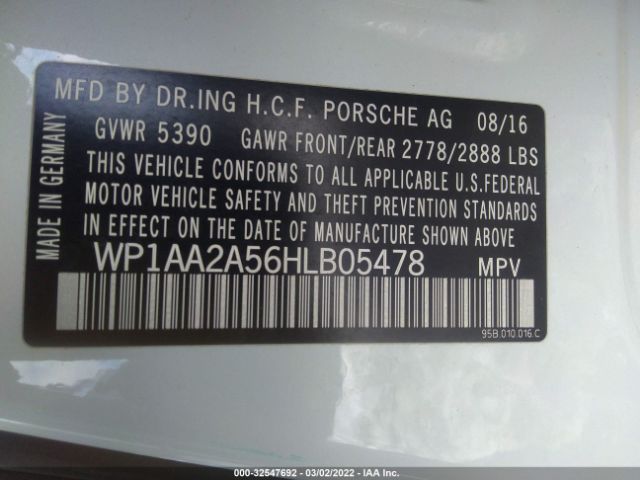 MFD BY DR.ING H.C.F. PORSCHE AG 08/16
GVWR 5390 GAWR FRONT/REAR 2778/2888 LBS
THIS VEHICLE CONFORMS TO ALL APPLICABLE U.S.FEDERAL
MOTOR VEHICLE SAFETY AND THEFT PREVENTION STANDARDS
IN EFFECT ON THE DATE OF MANUFACTURE SHOWN ABOVE.
WP1AA2A56HLB05478 MPV
MADE IN GERMANY
95B.010.016.C
000-32547692 - 03/02/2022 - IAA Inc.